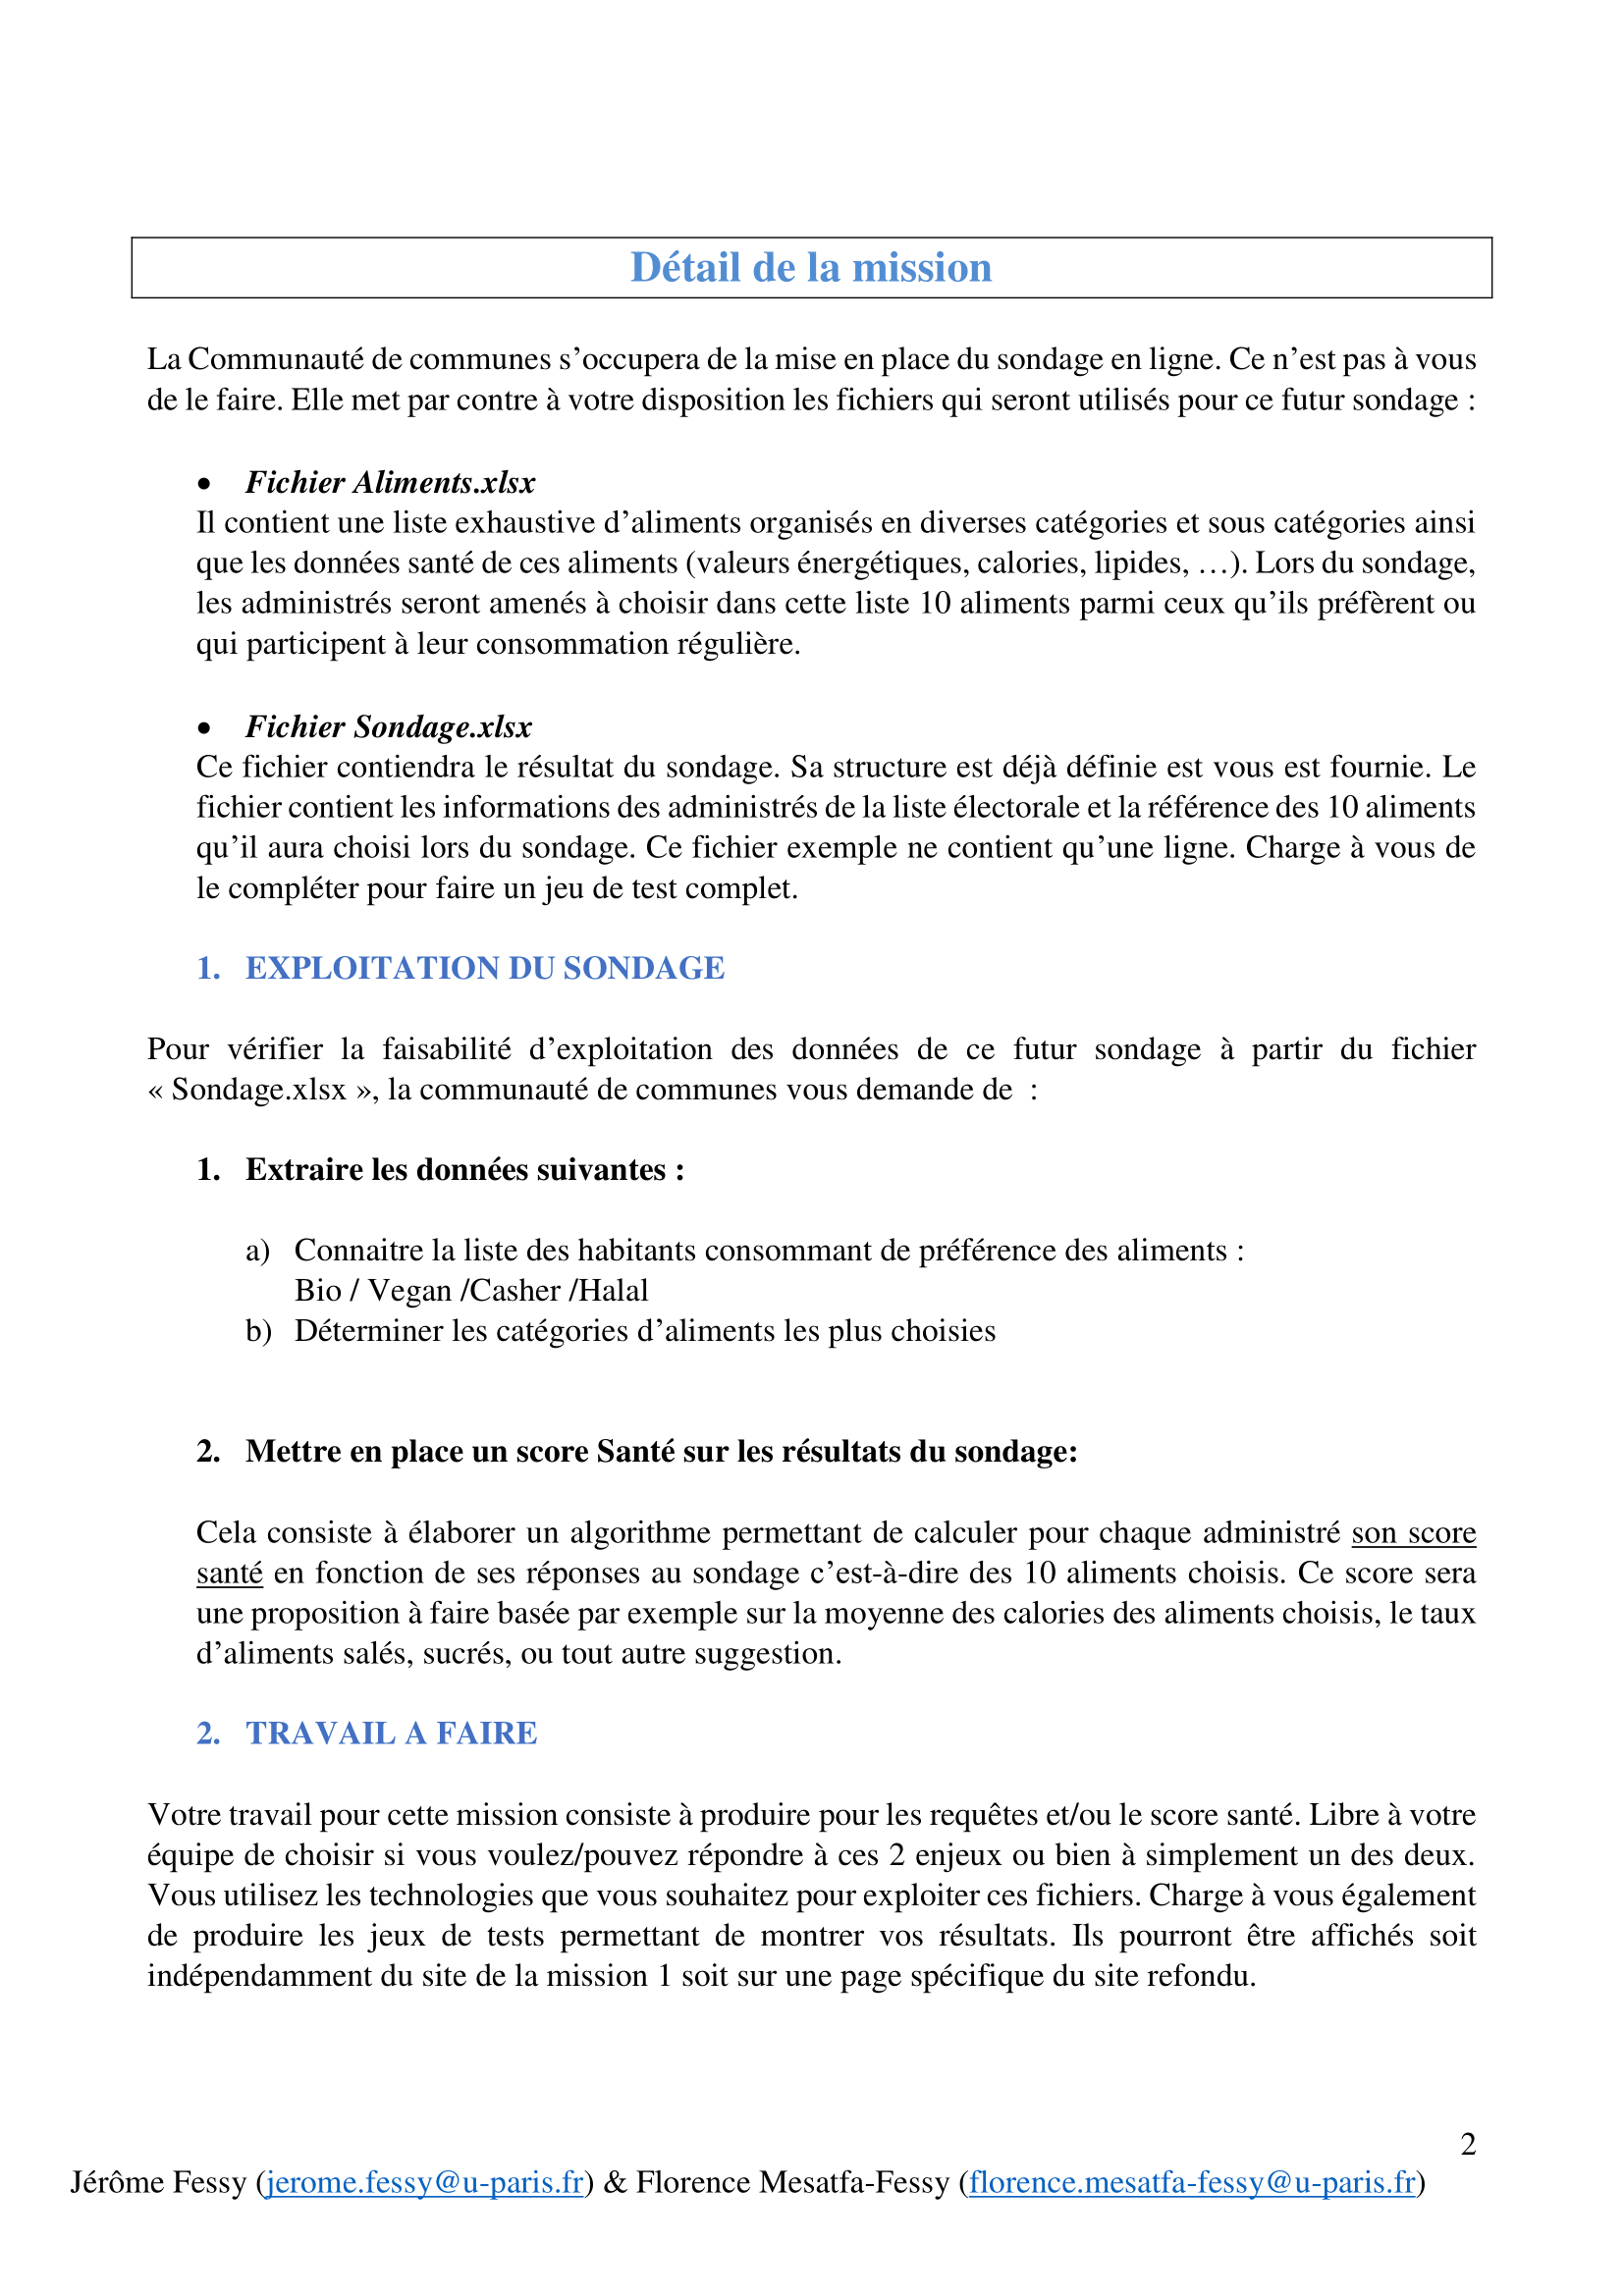 Détail de la mission
La Communauté de communes s’occupera de la mise en place du sondage en ligne. Ce n’est pas à vous
de le faire. Elle met par contre à votre disposition les fichiers qui seront utilisés pour ce futur sondage :
• Fichier Aliments.xlsx
Il contient une liste exhaustive d’aliments organisés en diverses catégories et sous catégories ainsi
que les données santé de ces aliments (valeurs énergétiques, calories, lipides, …). Lors du sondage,
les administrés seront amenés à choisir dans cette liste 10 aliments parmi ceux qu’ils préfèrent ou
qui participent à leur consommation régulière.
• Fichier Sondage.xlsx
Ce fichier contiendra le résultat du sondage. Sa structure est déjà définie est vous est fournie. Le
fichier contient les informations des administrés de la liste électorale et la référence des 10 aliments
qu’il aura choisi lors du sondage. Ce fichier exemple ne contient qu’une ligne. Charge à vous de
le compléter pour faire un jeu de test complet.
1. EXPLOITATION DU SONDAGE
Pour vérifier la faisabilité d’exploitation des données de ce futur sondage à partir du fichier
« Sondage.xlsx », la communauté de communes vous demande de :
1. Extraire les données suivantes :
a) Connaitre la liste des habitants consommant de préférence des aliments :
Bio / Vegan /Casher /Halal
b) Déterminer les catégories d’aliments les plus choisies
2. Mettre en place un score Santé sur les résultats du sondage:
Cela consiste à élaborer un algorithme permettant de calculer pour chaque administré son score
santé en fonction de ses réponses au sondage c’est-à-dire des 10 aliments choisis. Ce score sera
une proposition à faire basée par exemple sur la moyenne des calories des aliments choisis, le taux
d’aliments salés, sucrés, ou tout autre suggestion.
2. TRAVAIL A FAIRE
Votre travail pour cette mission consiste à produire pour les requêtes et/ou le score santé. Libre à votre
équipe de choisir si vous voulez/pouvez répondre à ces 2 enjeux ou bien à simplement un des deux.
Vous utilisez les technologies que vous souhaitez pour exploiter ces fichiers. Charge à vous également
de produire les jeux de tests permettant de montrer vos résultats. Ils pourront être affichés soit
indépendamment du site de la mission 1 soit sur une page spécifique du site refondu.
2
Jérôme Fessy (jerome.fessy@u-paris.fr) & Florence Mesatfa-Fessy (florence.mesatfa-fessy@u-paris.fr)